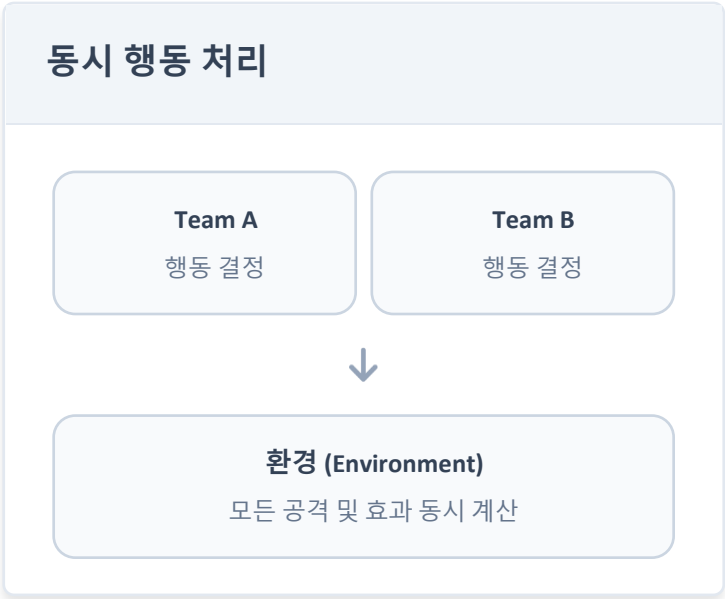 동시 행동 처리
Team A
행동 결정
Team B
행동 결정
환경 (Environment)
모든 공격 및 효과 동시 계산